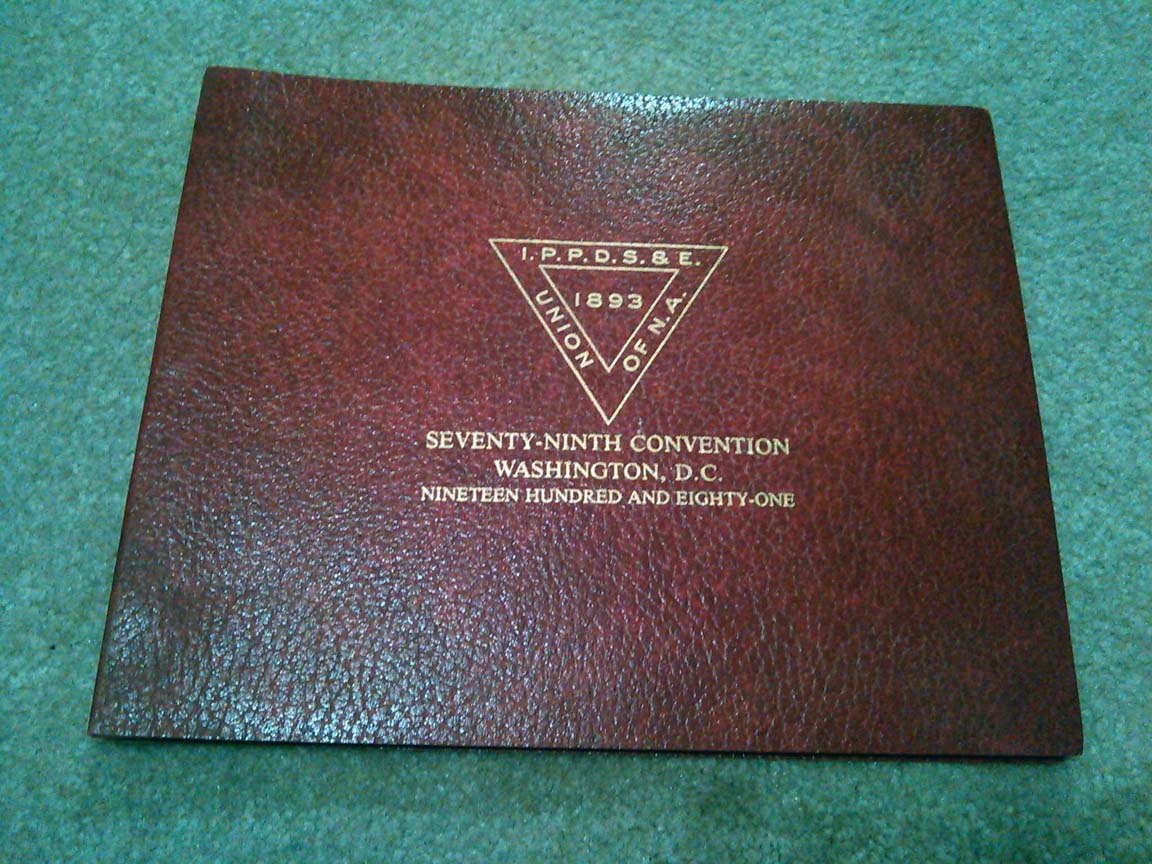 I. P. P. D. S. & E.
1893
UNION OF N.A.
SEVENTY-NINTH CONVENTION
WASHINGTON, D.C.
NINETEEN HUNDRED AND EIGHTY-ONE